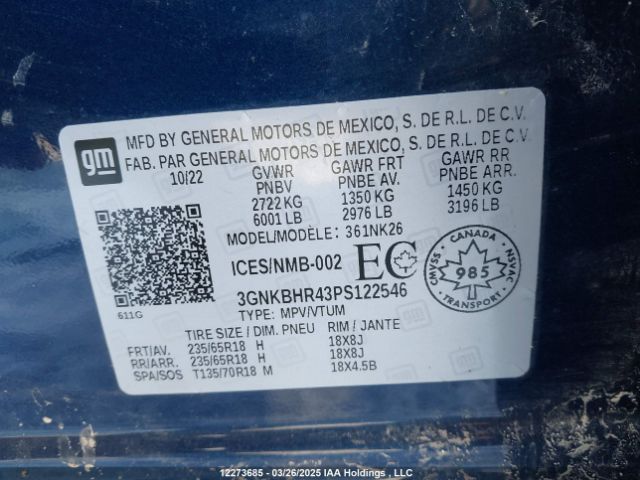 gm
MFD BY GENERAL MOTORS DE MEXICO, S. DE R.L. DE C.V.
FAB. PAR GENERAL MOTORS DE MEXICO, S. DE R.L. DE C.V.
10/22 GVWR GAWR FRT GAWR RR
PNBV PNBE AV. PNBE ARR.
2722 KG 1350 KG 1450 KG
6001 LB 2976 LB 3196 LB
MODEL/MODÈLE: 361NK26
ICES/NMB-002 EC
CANADA
CMVSS 985 NSVAC
3GNKBHR43PS122546
611G
TYPE: MPV/VTUM
TIRE SIZE / DIM. PNEU RIM / JANTE
FRT/AV. 235/65R18 H 18X8J
RR/ARR. 235/65R18 H 18X8J
SPA/SOS T135/70R18 M 18X4.5B
12273685 - 03/26/2025 IAA Holdings , LLC